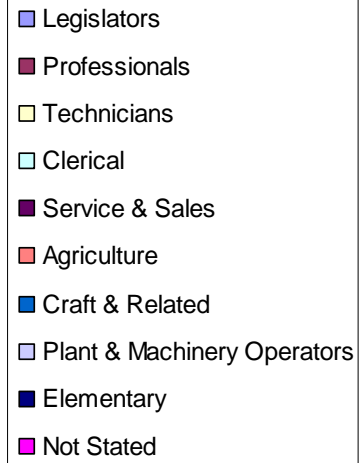 Legislators
Professionals
Technicians
Clerical
Service & Sales
Agriculture
Craft & Related
Plant & Machinery Operators
Elementary
Not Stated